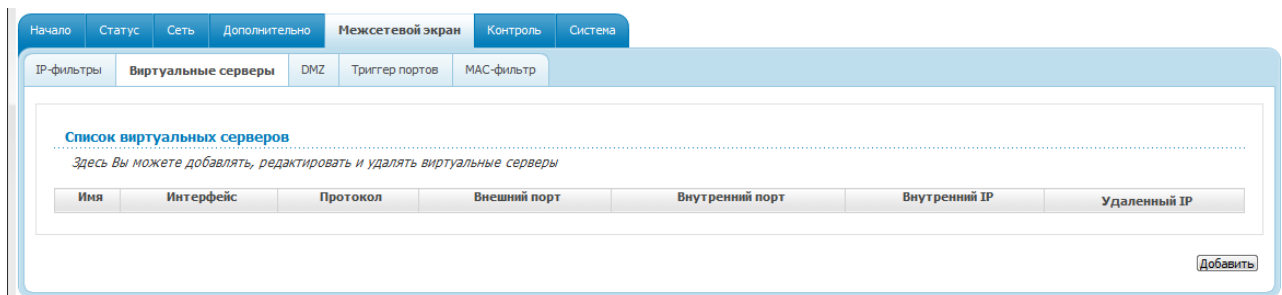 Начало Статус Сеть Дополнительно Межсетевой экран Контроль Система
IP-фильтры Виртуальные серверы DMZ Триггер портов MAC-фильтр
Список виртуальных серверов
Здесь Вы можете добавлять, редактировать и удалять виртуальные серверы
Имя Интерфейс Протокол Внешний порт Внутренний порт Внутренний IP Удаленный IP
Добавить